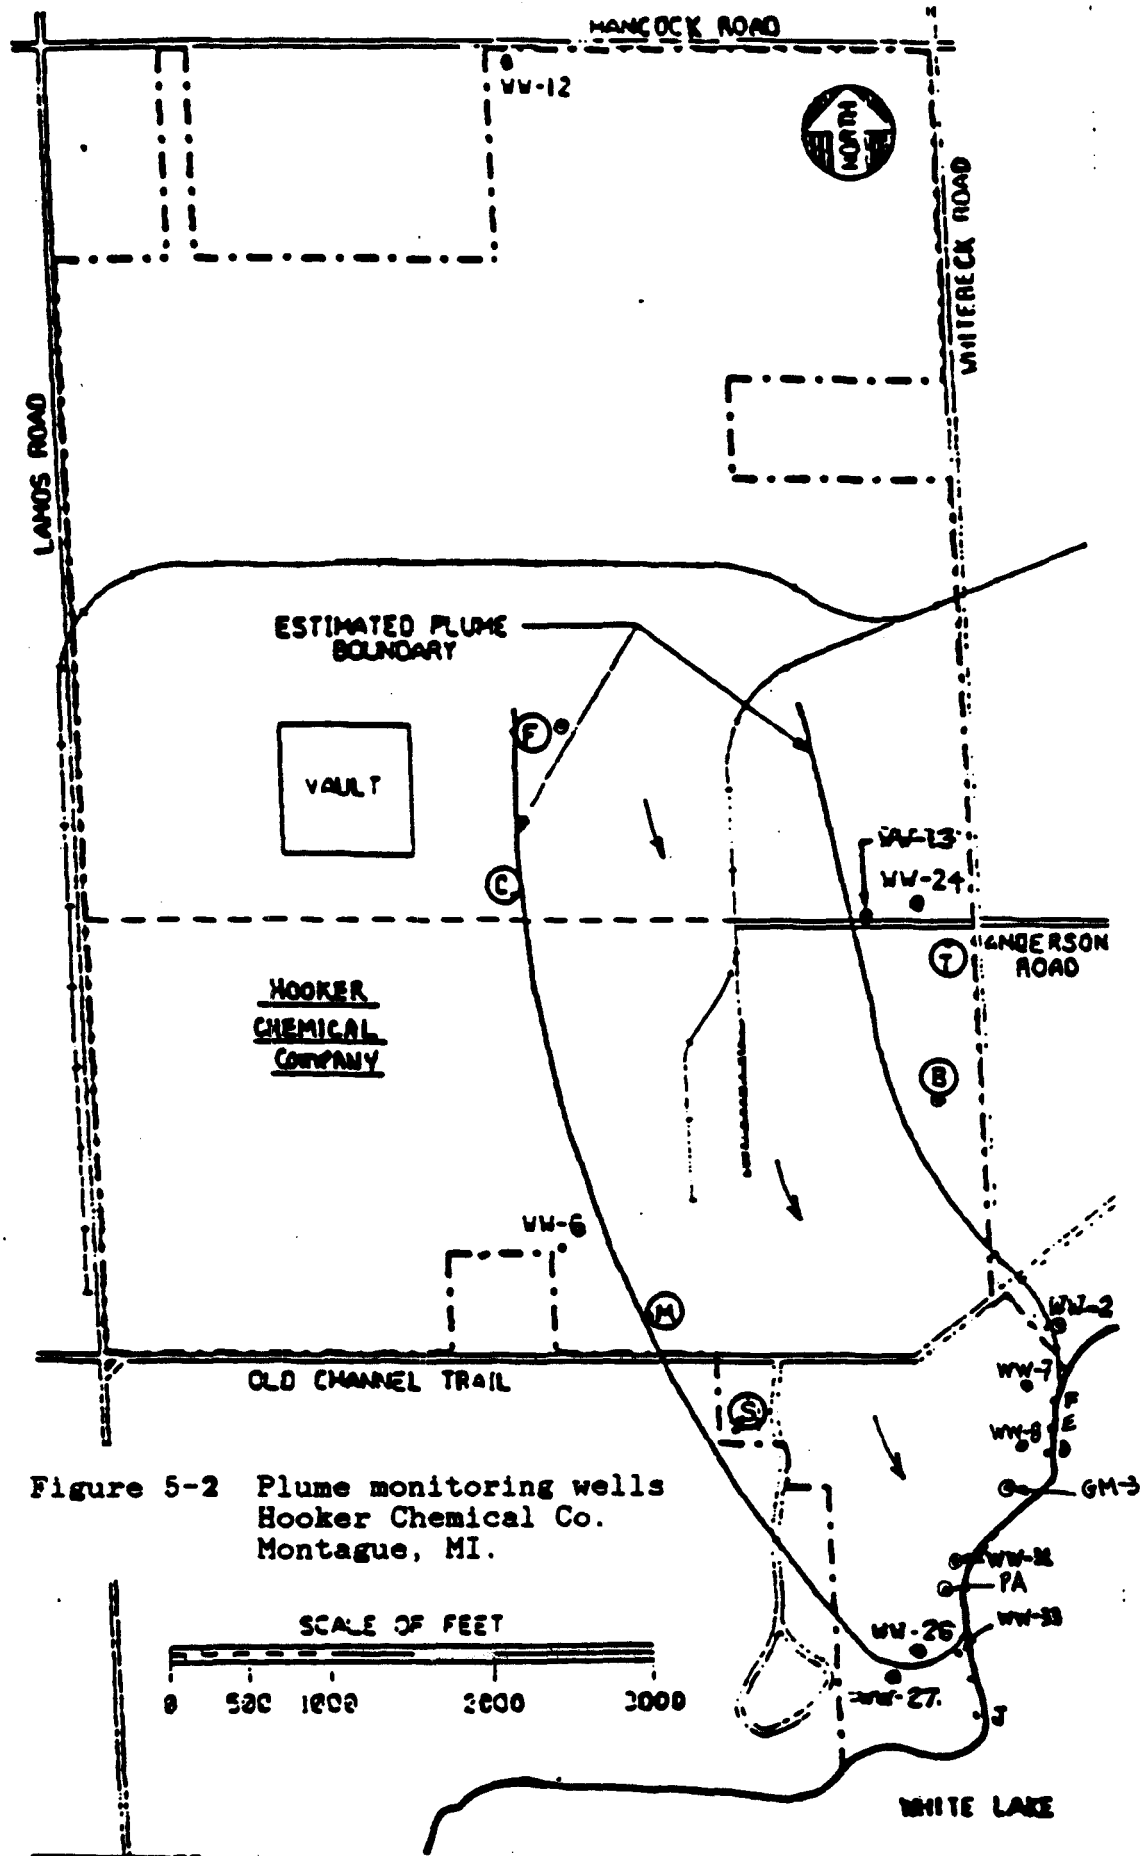 HANCOCK ROAD
WW-12
NORTH
WHITBECK ROAD
LAMOS ROAD
ESTIMATED PLUME
BOUNDARY
F
VAULT
WW-13
C
WW-24
ANDERSON
ROAD
T
HOOKER
CHEMICAL
COMPANY
B
WW-6
M
WW-2
OLD CHANNEL TRAIL
WW-7
F
S
E
WW-8
D
Figure 5-2 Plume monitoring wells
Hooker Chemical Co.
Montague, MI.
GM-3
PA
SCALE OF FEET
WW-33
WW-26
0 500 1000 2000 3000
WW-27.
J
WHITE LAKE